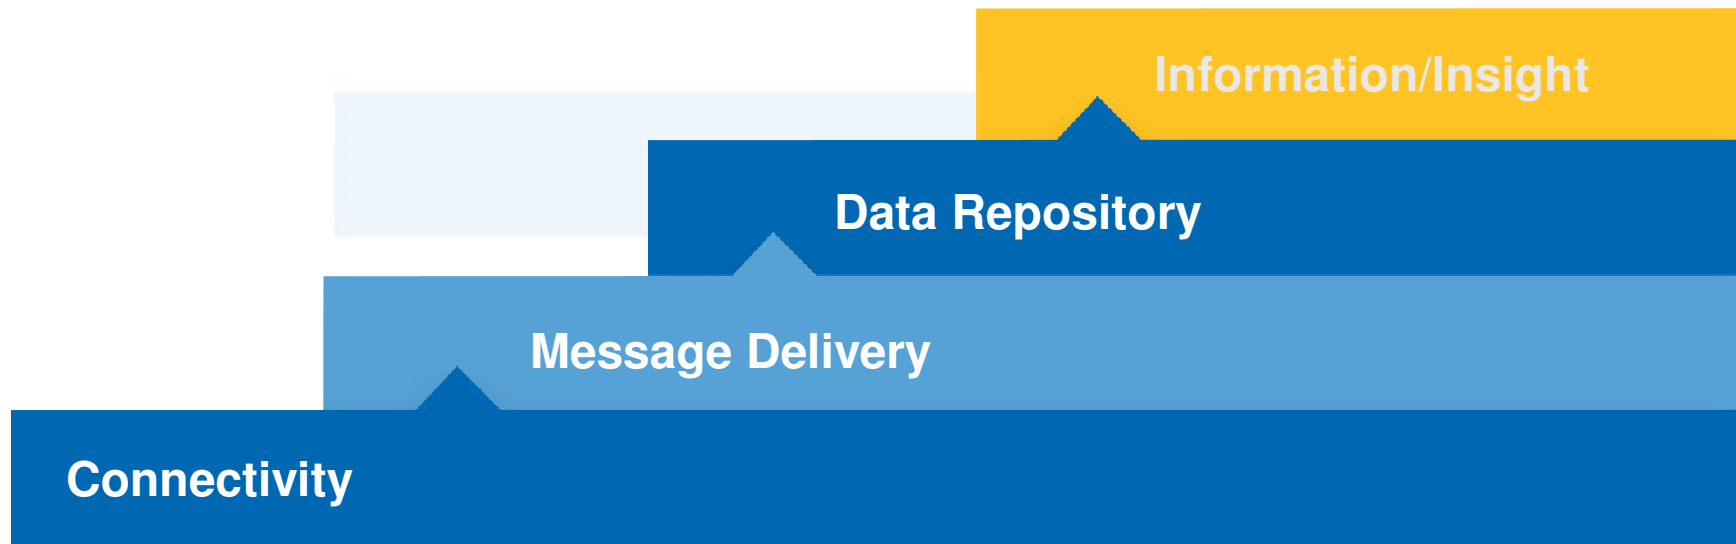 Information/Insight
Data Repository
Message Delivery
Connectivity